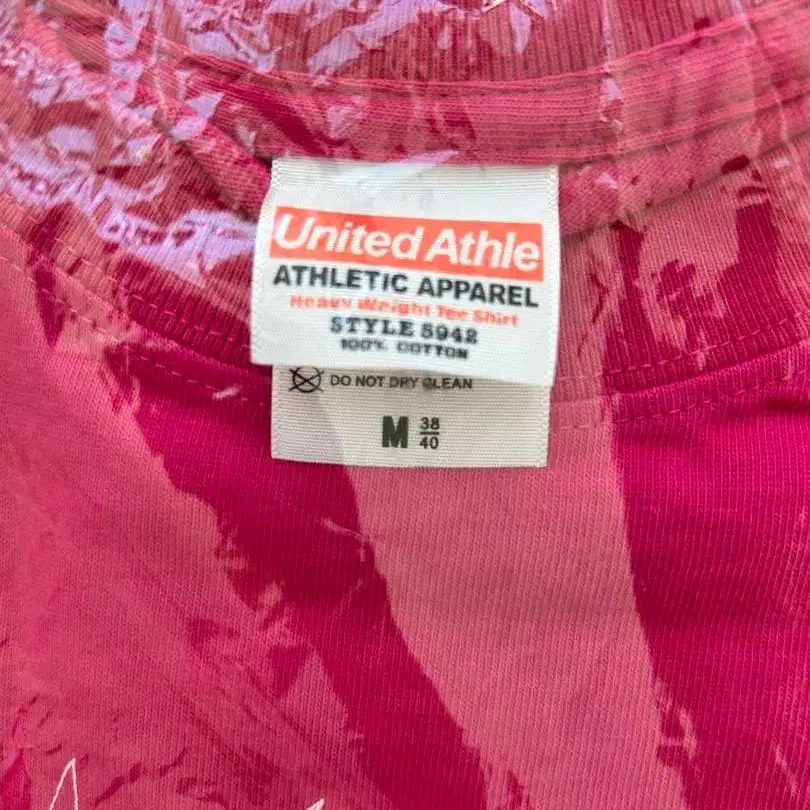 United Athle
ATHLETIC APPAREL
Heavy Weight Tee Shirt
STYLE 5942
100% COTTON
DO NOT DRY CLEAN
M 38
40